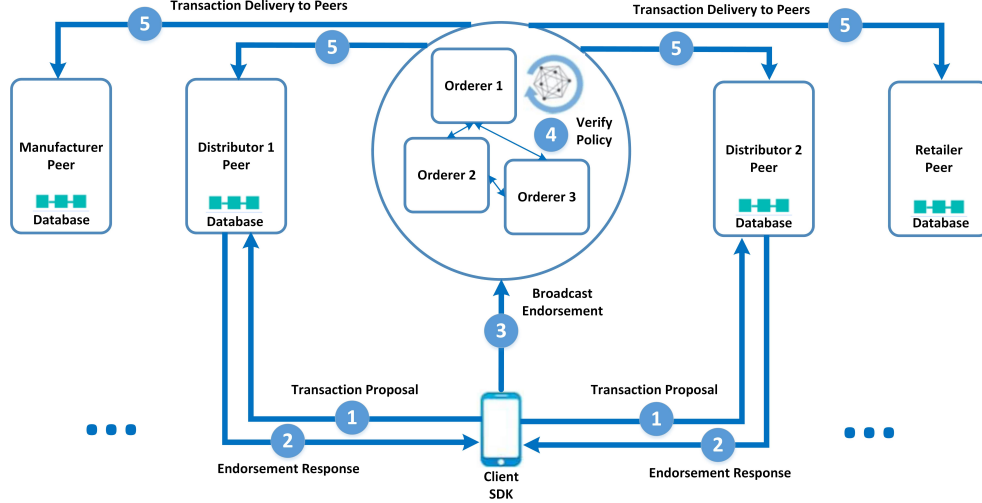 Transaction Delivery to Peers
Transaction Delivery to Peers
5
5
5
5
Orderer 1
4
Verify
Policy
Orderer 2
Orderer 3
Manufacturer
Peer
Database
Distributor 1
Peer
Database
Distributor 2
Peer
Database
Retailer
Peer
Database
Broadcast
Endorsement
3
Transaction Proposal
1
Transaction Proposal
1
2
Endorsement Response
2
Endorsement Response
Client
SDK